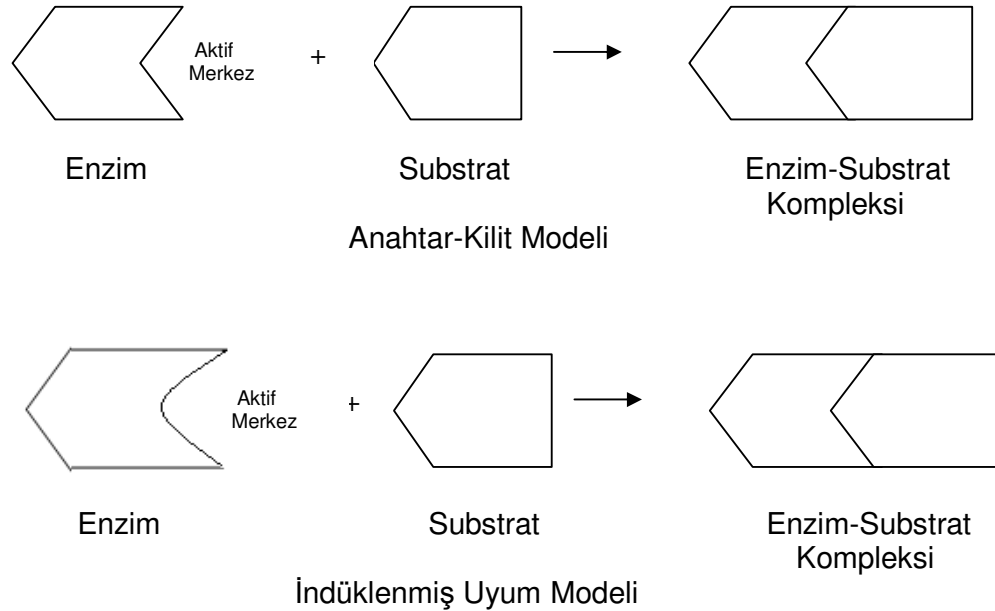 Aktif
Merkez
+
Enzim
Substrat
Enzim-Substrat
Kompleksi
Anahtar-Kilit Modeli
Aktif
Merkez
+
Enzim
Substrat
Enzim-Substrat
Kompleksi
İndüklenmiş Uyum Modeli